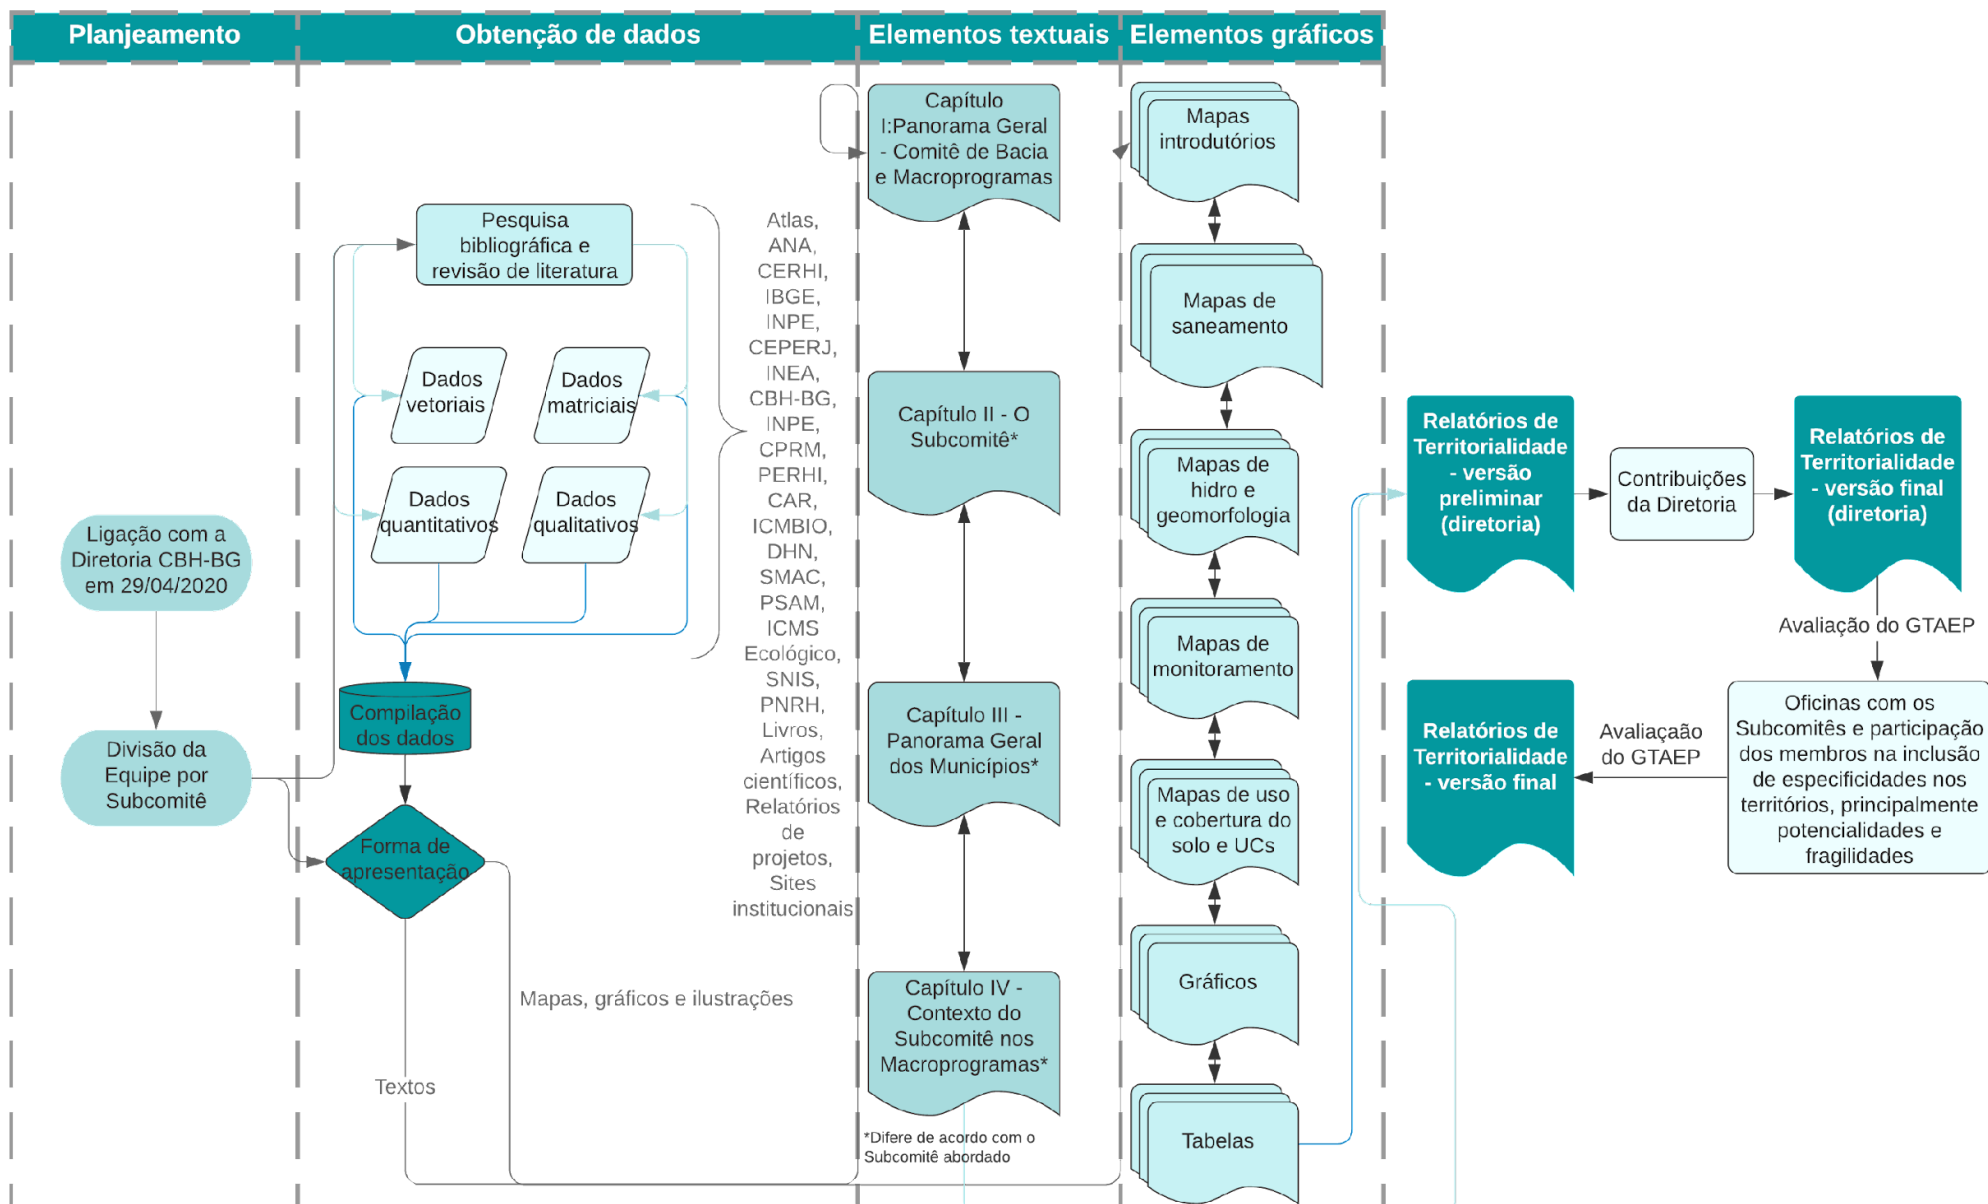 Planjeamento
Obtenção de dados
Elementos textuais
Elementos gráficos
Ligação com a
Diretoria CBH-BG
em 29/04/2020
Divisão da
Equipe por
Subcomitê
Pesquisa
bibliográfica e
revisão de literatura
Dados
vetoriais
Dados
matriciais
Dados
quantitativos
Dados
qualitativos
Compilação
dos dados
Forma de
apresentação
Textos
Mapas, gráficos e ilustrações
Atlas,
ANA,
CERHI,
IBGE,
INPE,
CEPERJ,
INEA,
CBH-BG,
INPE,
CPRM,
PERHI,
CAR,
ICMBIO,
DHN,
SMAC,
PSAM,
ICMS
Ecológico,
SNIS,
PNRH,
Livros,
Artigos
científicos,
Relatórios
de
projetos,
Sites
institucionais
Capítulo
I:Panorama Geral
- Comitê de Bacia
e Macroprogramas
Capítulo II - O
Subcomitê*
Capítulo III -
Panorama Geral
dos Municípios*
Capítulo IV -
Contexto do
Subcomitê nos
Macroprogramas*
*Difere de acordo com o
Subcomitê abordado
Mapas
introdutórios
Mapas de
saneamento
Mapas de
hidro e
geomorfologia
Mapas de
monitoramento
Mapas de uso
e cobertura do
solo e UCs
Gráficos
Tabelas
Relatórios de
Territorialidade
- versão
preliminar
(diretoria)
Contribuições
da Diretoria
Relatórios de
Territorialidade
- versão final
(diretoria)
Avaliação do GTAEP
Oficinas com os
Subcomitês e participação
dos membros na inclusão
de especificidades nos
territórios, principalmente
potencialidades e
fragilidades
Avaliaçaão
do GTAEP
Relatórios de
Territorialidade
- versão final